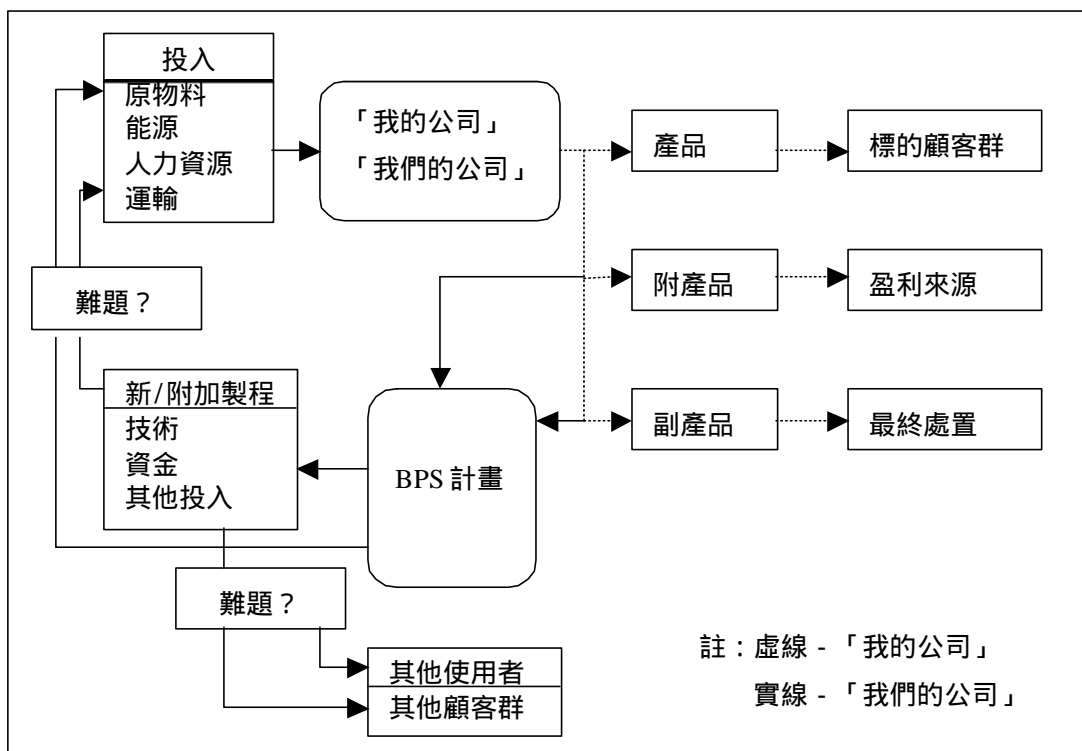 投入
原物料
能源
人力資源
運輸
「我的公司」
「我們的公司」
產品
標的顧客群
附產品
盈利來源
副產品
最終處置
難題？
新/附加製程
技術
資金
其他投入
BPS 計畫
難題？
其他使用者
其他顧客群
註：虛線 - 「我的公司」
實線 - 「我們的公司」